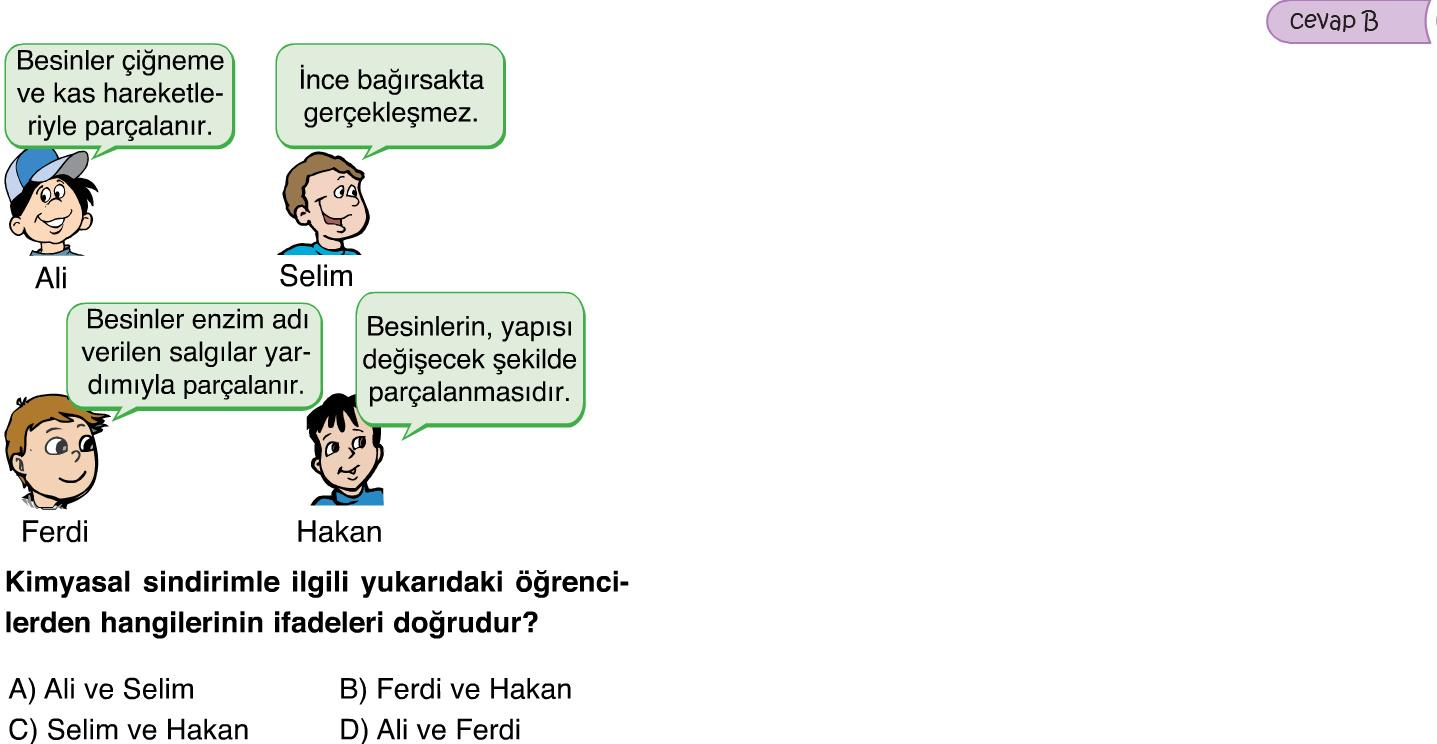 cevap B
Besinler çiğneme
ve kas hareketle-
riyle parçalanır.
İnce bağırsakta
gerçekleşmez.
Ali
Selim
Besinler enzim adı
verilen salgılar yar-
dımıyla parçalanır.
Besinlerin, yapısı
değişecek şekilde
parçalanmasıdır.
Ferdi
Hakan
Kimyasal sindirimle ilgili yukarıdaki öğrenci-
lerden hangilerinin ifadeleri doğrudur?
A) Ali ve Selim
B) Ferdi ve Hakan
C) Selim ve Hakan
D) Ali ve Ferdi